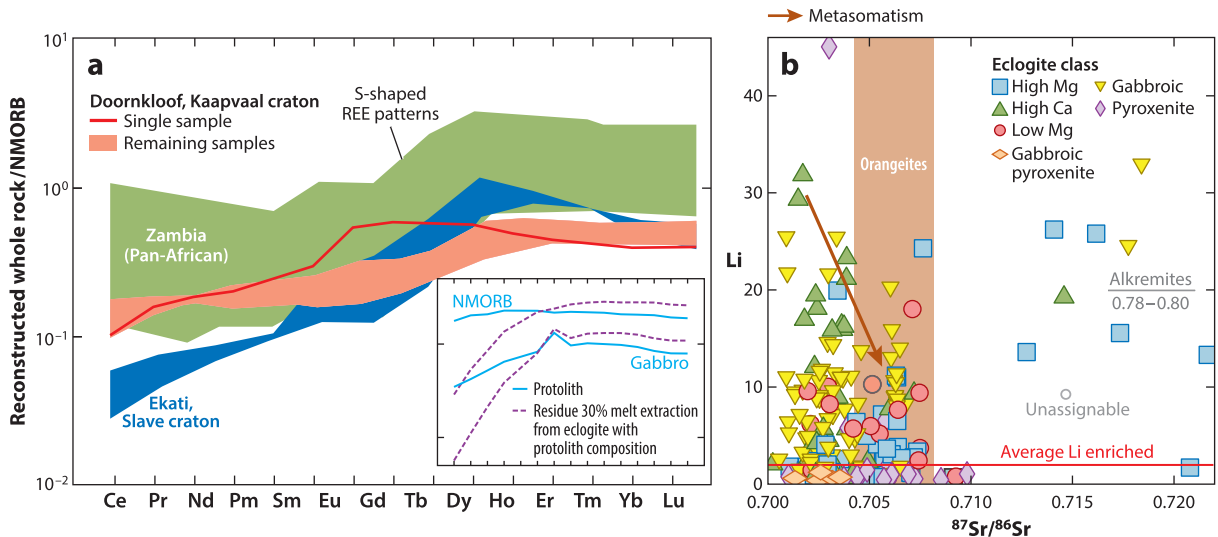 a
Reconstructed whole rock/NMORB
10¹
10⁰
10⁻¹
10⁻²
Doornkloof, Kaapvaal craton
Single sample
Remaining samples
S-shaped
REE patterns
Zambia
(Pan-African)
Ekati,
Slave craton
NMORB
Gabbro
Protolith
Residue 30% melt extraction
from eclogite with
protolith composition
Ce Pr Nd Pm Sm Eu Gd Tb Dy Ho Er Tm Yb Lu
Metasomatism
b
Li
40
30
20
10
0
Eclogite class
High Mg
High Ca
Low Mg
Gabbroic
pyroxenite
Gabbroic
Pyroxenite
Orangeites
Alkremites
0.78–0.80
Unassignable
Average Li enriched
0.700 0.705 0.710 0.715 0.720
⁸⁷Sr/⁸⁶Sr